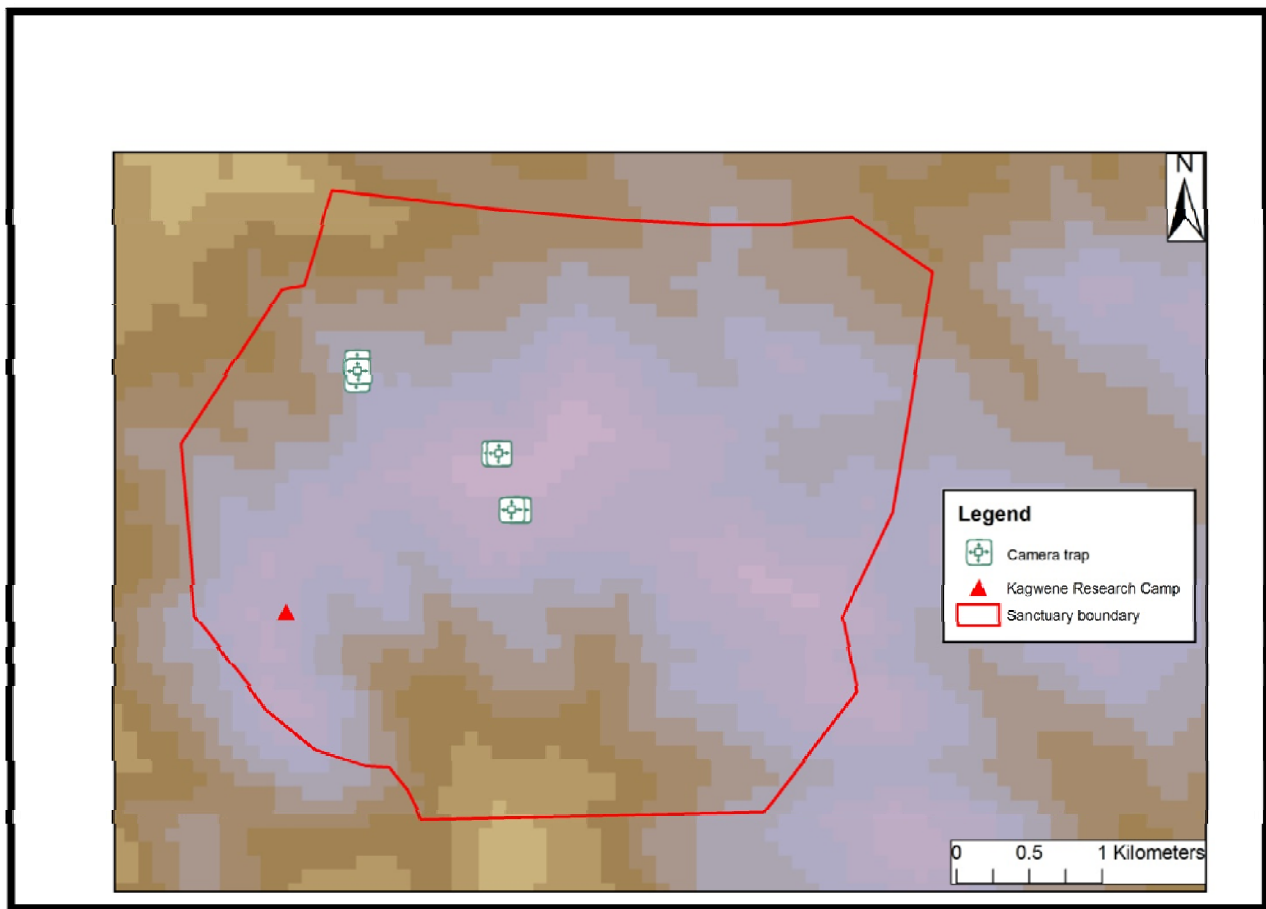 N
Legend
Camera trap
Kagwene Research Camp
Sanctuary boundary
0 0.5 1 Kilometers